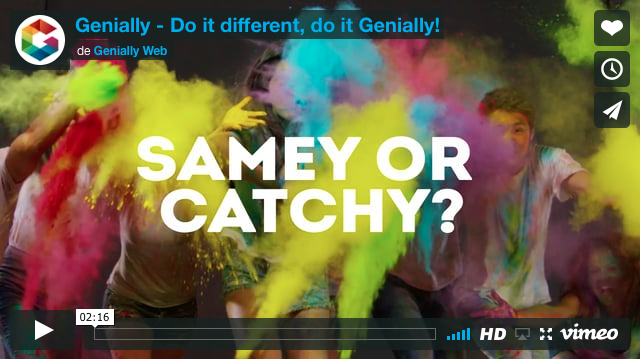 Genially - Do it different, do it Genially!
de Genially Web
SAMEY OR
CATCHY?
02:16
HD
vimeo